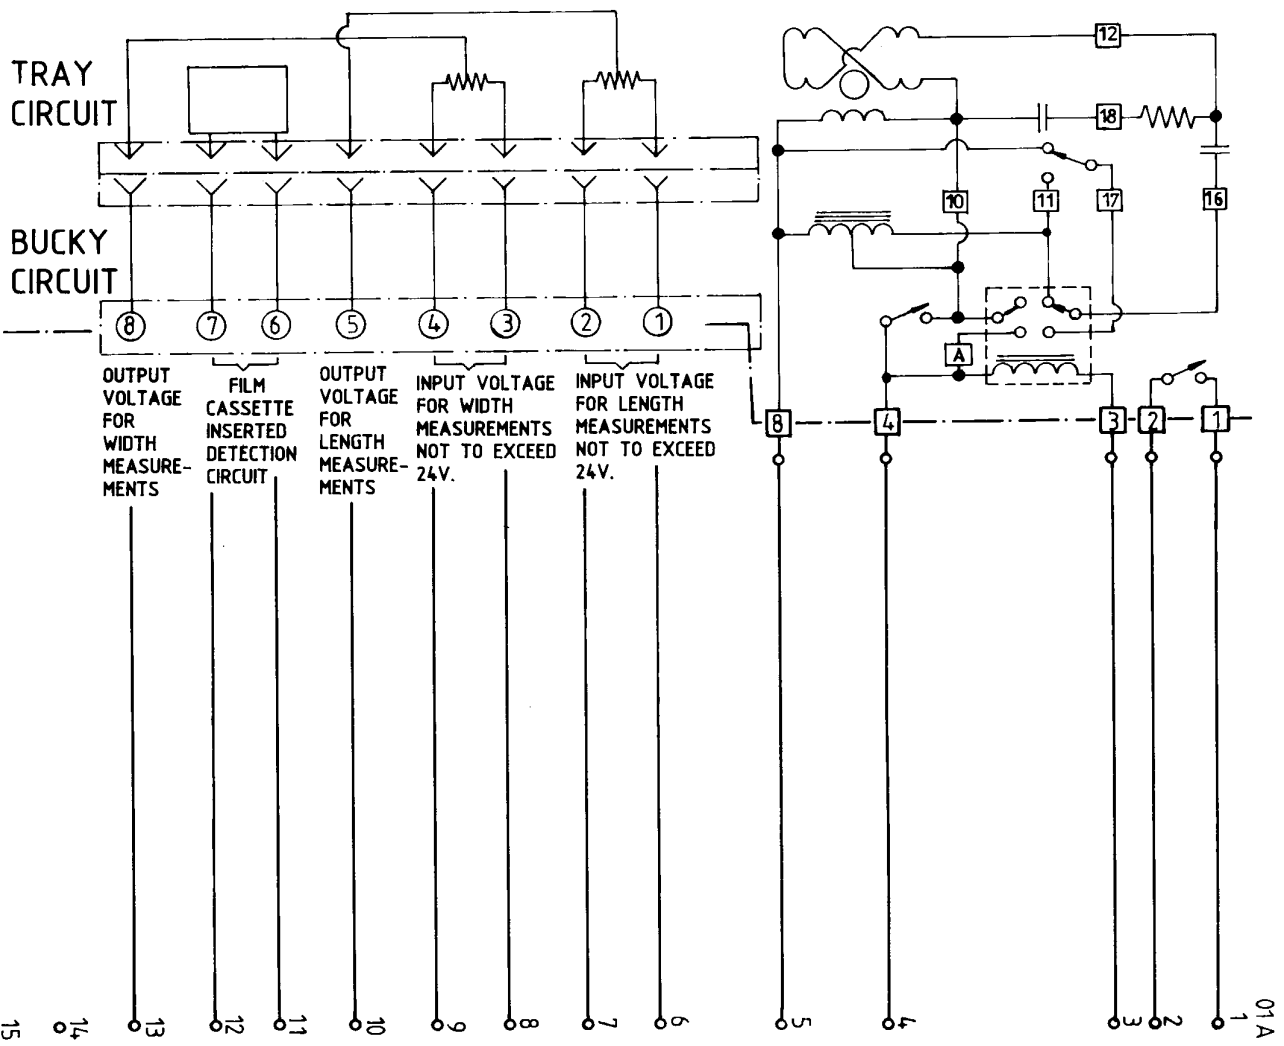 TRAY
CIRCUIT
BUCKY
CIRCUIT
12
18
10
11
17
16
A
8
7
6
5
4
3
2
1
OUTPUT
VOLTAGE
FOR
WIDTH
MEASURE-
MENTS
FILM
CASSETTE
INSERTED
DETECTION
CIRCUIT
OUTPUT
VOLTAGE
FOR
LENGTH
MEASURE-
MENTS
INPUT VOLTAGE
FOR WIDTH
MEASUREMENTS
NOT TO EXCEED
24V.
INPUT VOLTAGE
FOR LENGTH
MEASUREMENTS
NOT TO EXCEED
24V.
8
4
3
2
1
15
14
13
12
11
10
9
8
7
6
5
4
3
2
1
01A